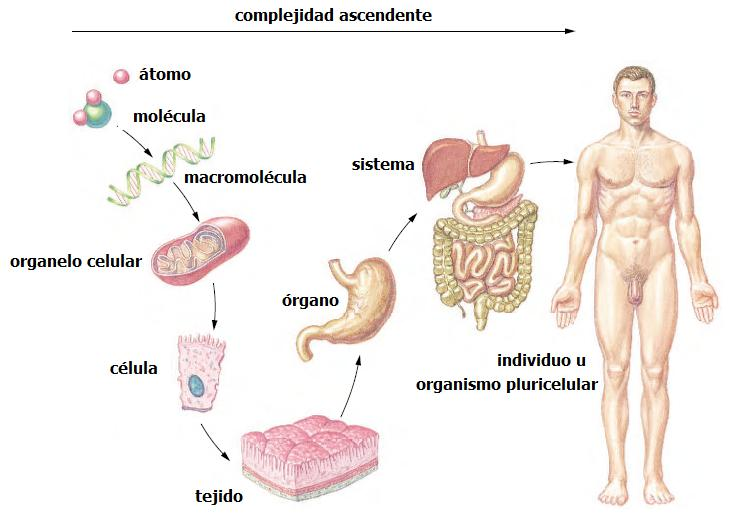 complejidad ascendente
átomo
molécula
macromolécula
organelo celular
célula
tejido
órgano
sistema
individuo u
organismo pluricelular